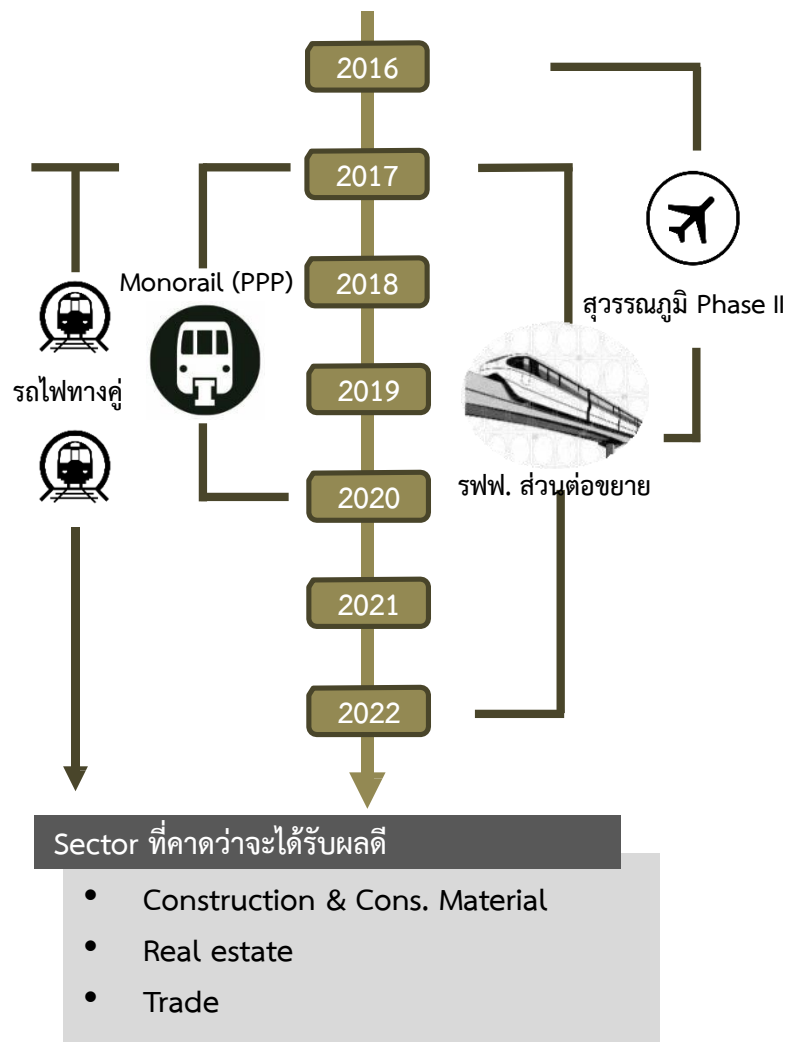 2016
2017
Monorail (PPP)
2018
สุวรรณภูมิ Phase II
รถไฟทางคู่
2019
รฟฟ. ส่วนต่อขยาย
2020
2021
2022
Sector ที่คาดว่าจะได้รับผลดี
• Construction & Cons. Material
• Real estate
• Trade